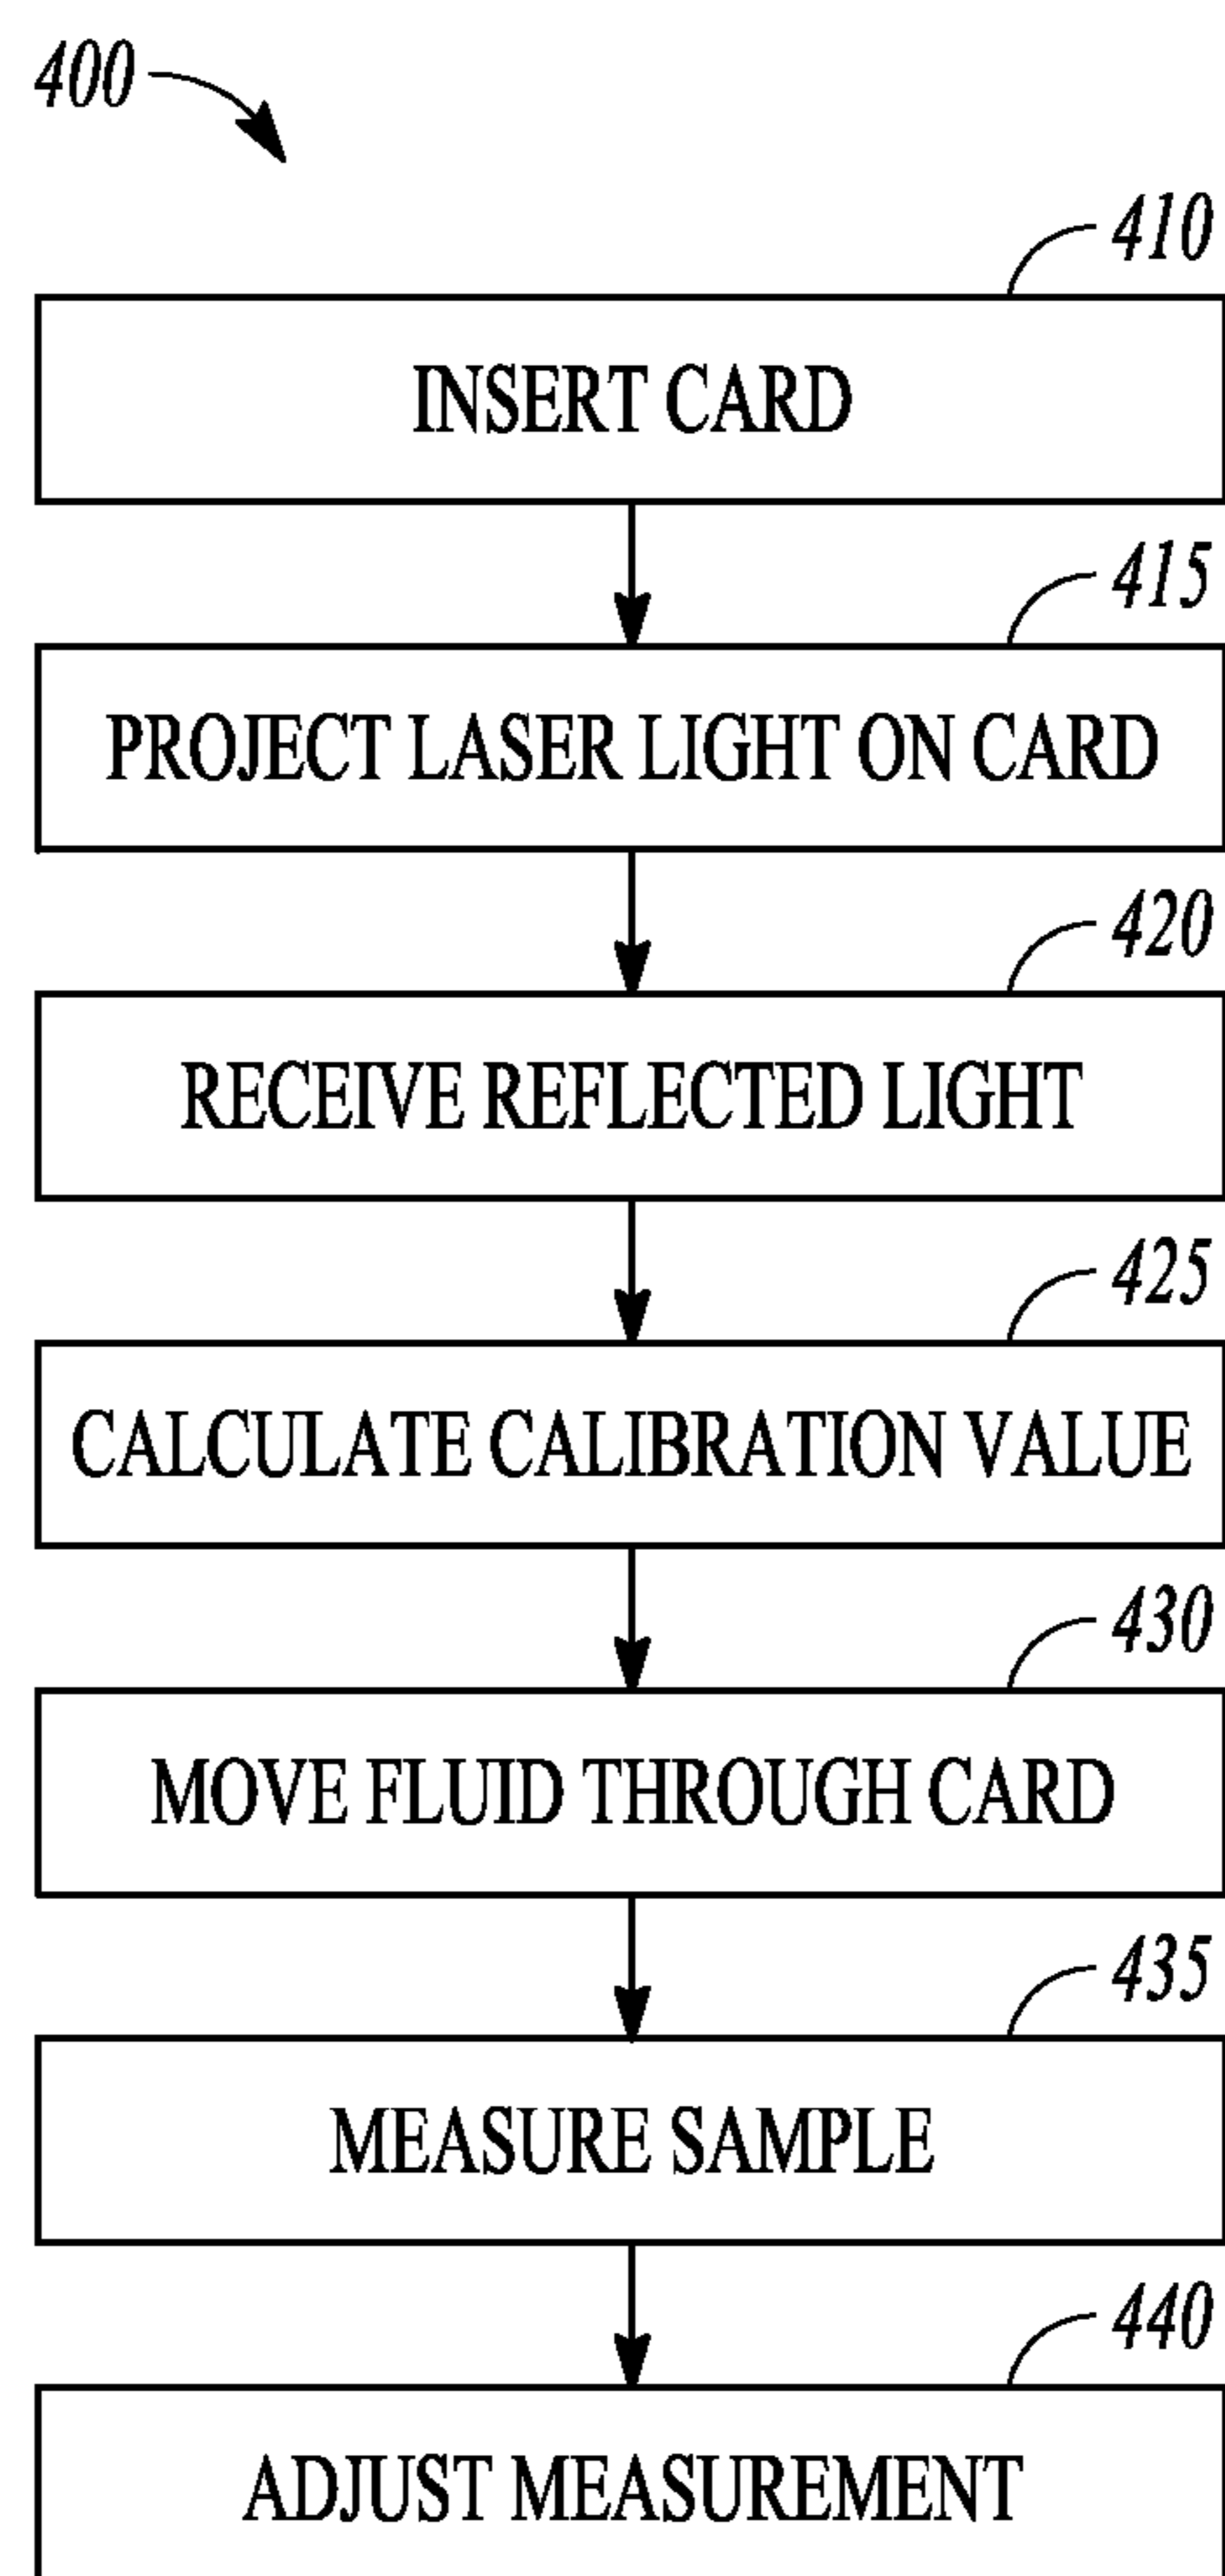 400
410
INSERT CARD
415
PROJECT LASER LIGHT ON CARD
420
RECEIVE REFLECTED LIGHT
425
CALCULATE CALIBRATION VALUE
430
MOVE FLUID THROUGH CARD
435
MEASURE SAMPLE
440
ADJUST MEASUREMENT